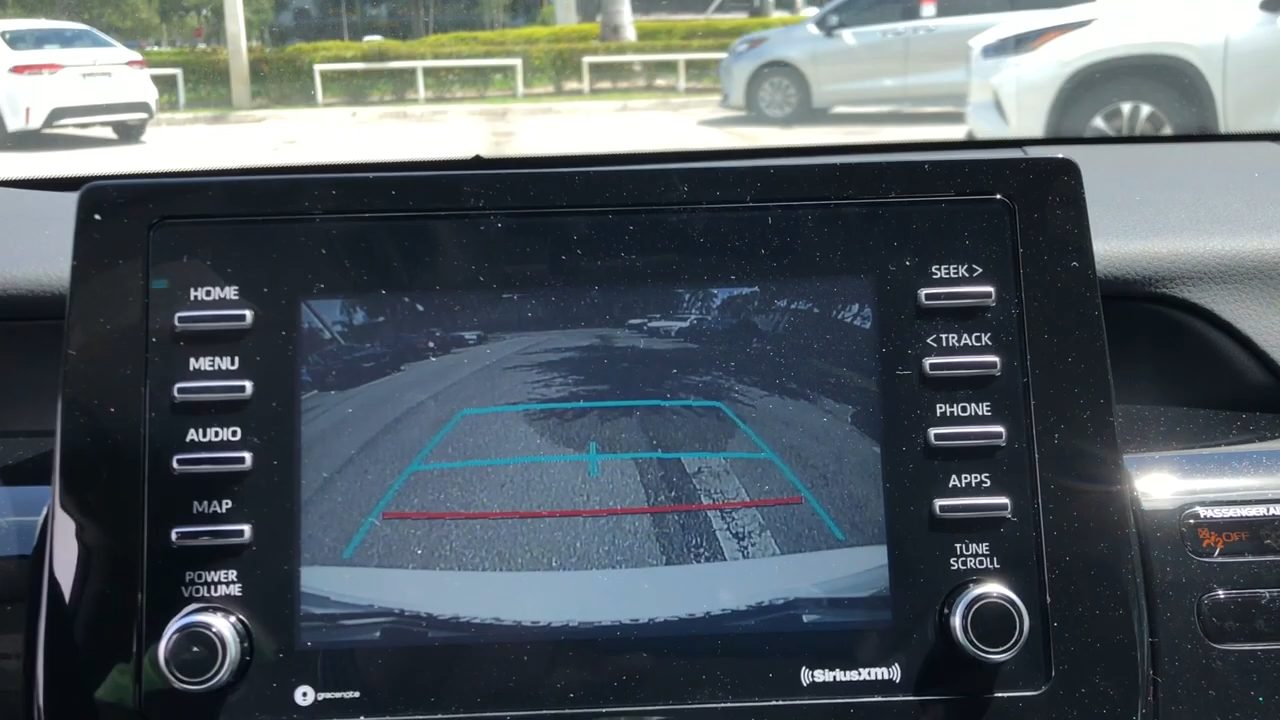 HOME
MENU
AUDIO
MAP
POWER
VOLUME
SEEK >
< TRACK
PHONE
APPS
TUNE
SCROLL
gracenote
SiriusXM
PASSENGER
OFF